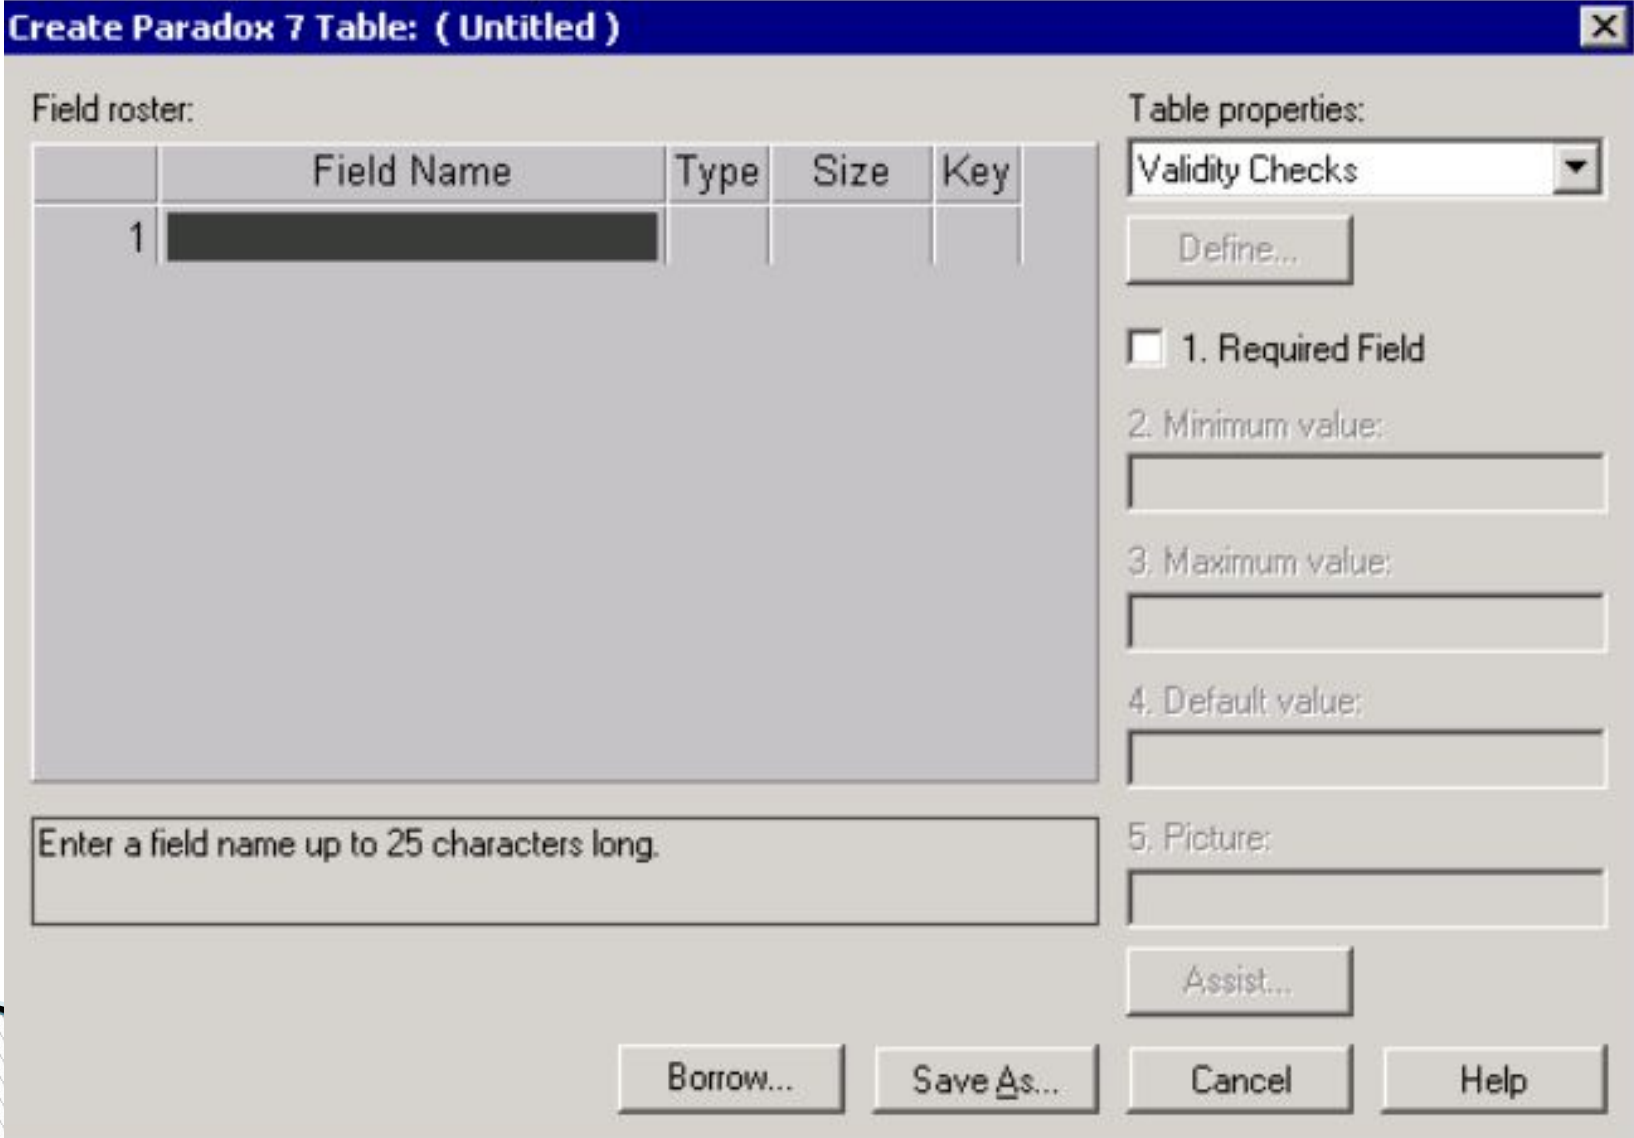 Create Paradox 7 Table: ( Untitled )
Field roster:
Field Name Type Size Key
1
Enter a field name up to 25 characters long.
Table properties:
Validity Checks
Define...
1. Required Field
2. Minimum value:
3. Maximum value:
4. Default value:
5. Picture:
Assist...
Borrow... Save As... Cancel Help